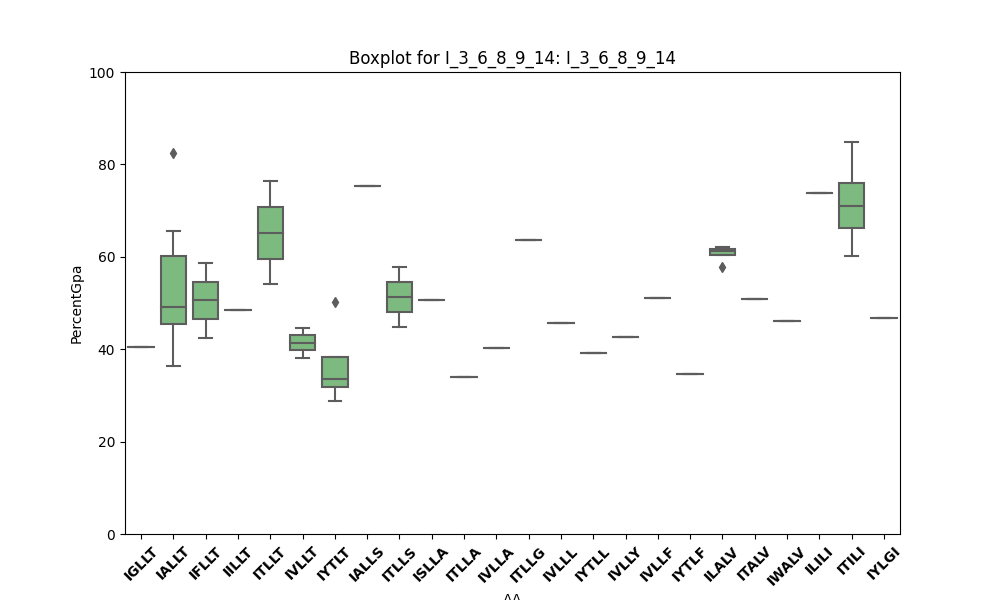 Boxplot for I_3_6_8_9_14: I_3_6_8_9_14
100
80
60
40
20
0
PercentGpa
IGLLT IALLT IFLLT IILLT ITLLT IVLLT IYTLT IALLS ITLLS ISLLA ITLLA IVLLA ITLLG IVLLL IYTLL IVLLY IVLLF IYTLF ILALV ITALV IWALV ILILI ITILI IYLGI
AA